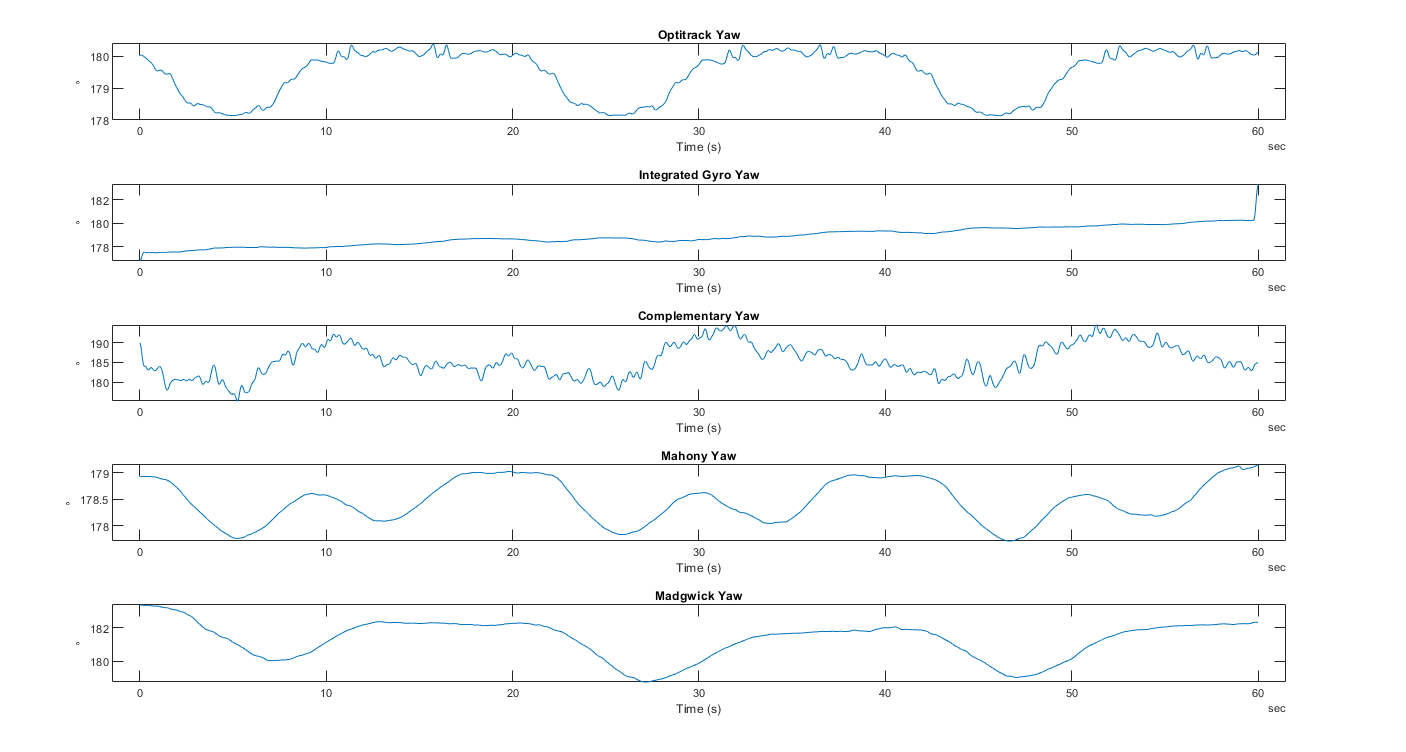 Optitrack Yaw
180
179
178
°
0 10 20 30 40 50 60
Time (s)
sec
Integrated Gyro Yaw
182
180
178
°
0 10 20 30 40 50 60
Time (s)
sec
Complementary Yaw
190
185
180
°
0 10 20 30 40 50 60
Time (s)
sec
Mahony Yaw
179
178.5
178
°
0 10 20 30 40 50 60
Time (s)
sec
Madgwick Yaw
182
180
°
0 10 20 30 40 50 60
Time (s)
sec